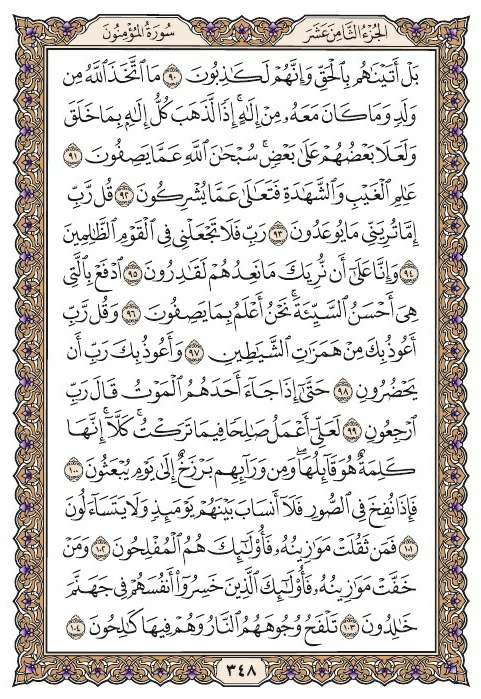 الجزء الثامن عشر
سورة المؤمنون
بَلْ أَتَيْنَٰهُم بِٱلْحَقِّ وَإِنَّهُمْ لَكَٰذِبُونَ ٩٠ مَا ٱتَّخَذَ ٱللَّهُ مِن
وَلَدٍ وَمَا كَانَ مَعَهُۥ مِنْ إِلَٰهٍ ۚ إِذًا لَّذَهَبَ كُلُّ إِلَٰهٍۭ بِمَا خَلَقَ
وَلَعَلَا بَعْضُهُمْ عَلَىٰ بَعْضٍ ۚ سُبْحَٰنَ ٱللَّهِ عَمَّا يَصِفُونَ ٩١
عَٰلِمِ ٱلْغَيْبِ وَٱلشَّهَٰدَةِ فَتَعَٰلَىٰ عَمَّا يُشْرِكُونَ ٩٢ قُل رَّبِّ
إِمَّا تُرِيَنِّي مَا يُوعَدُونَ ٩٣ رَبِّ فَلَا تَجْعَلْنِي فِي ٱلْقَوْمِ ٱلظَّٰلِمِينَ
٩٤ وَإِنَّا عَلَىٰٓ أَن نُّرِيَكَ مَا نَعِدُهُمْ لَقَٰدِرُونَ ٩٥ ٱدْفَعْ بِٱلَّتِي
هِيَ أَحْسَنُ ٱلسَّيِّئَةَ ۚ نَحْنُ أَعْلَمُ بِمَا يَصِفُونَ ٩٦ وَقُل رَّبِّ
أَعُوذُ بِكَ مِنْ هَمَزَٰتِ ٱلشَّيَٰطِينِ ٩٧ وَأَعُوذُ بِكَ رَبِّ أَن
يَحْضُرُونِ ٩٨ حَتَّىٰٓ إِذَا جَآءَ أَحَدَهُمُ ٱلْمَوْتُ قَالَ رَبِّ
ٱرْجِعُونِ ٩٩ لَعَلِّيٓ أَعْمَلُ صَٰلِحًا فِيمَا تَرَكْتُ ۚ كَلَّآ ۚ إِنَّهَا
كَلِمَةٌ هُوَ قَآئِلُهَا ۖ وَمِن وَرَآئِهِم بَرْزَخٌ إِلَىٰ يَوْمِ يُبْعَثُونَ ١٠٠
فَإِذَا نُفِخَ فِي ٱلصُّورِ فَلَآ أَنسَابَ بَيْنَهُمْ يَوْمَئِذٍ وَلَا يَتَسَآءَلُونَ
١٠١ فَمَن ثَقُلَتْ مَوَٰزِينُهُۥ فَأُو۟لَٰٓئِكَ هُمُ ٱلْمُفْلِحُونَ ١٠٢ وَمَنْ
خَفَّتْ مَوَٰزِينُهُۥ فَأُو۟لَٰٓئِكَ ٱلَّذِينَ خَسِرُوٓا۟ أَنفُسَهُمْ فِي جَهَنَّمَ
خَٰلِدُونَ ١٠٣ تَلْفَحُ وُجُوهَهُمُ ٱلنَّارُ وَهُمْ فِيهَا كَٰلِحُونَ ١٠٤
٣٤٨